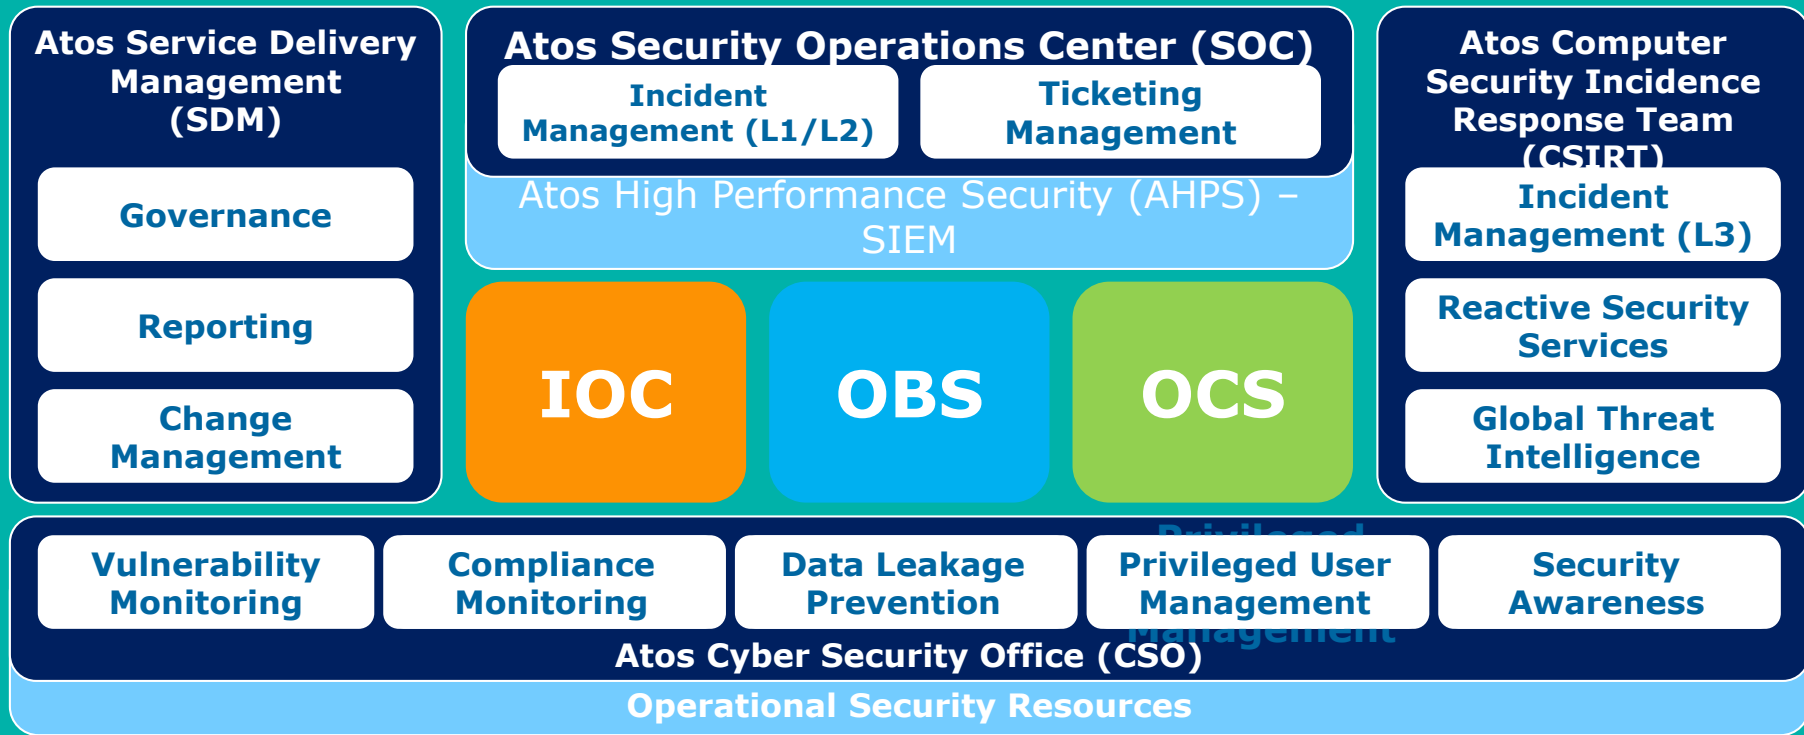 Atos Service Delivery
Management
(SDM)
Governance
Reporting
Change
Management
Atos Security Operations Center (SOC)
Incident
Management (L1/L2)
Ticketing
Management
Atos High Performance Security (AHPS) –
SIEM
IOC
OBS
OCS
Atos Computer
Security Incidence
Response Team
(CSIRT)
Incident
Management (L3)
Reactive Security
Services
Global Threat
Intelligence
Privileged
Vulnerability
Monitoring
Compliance
Monitoring
Data Leakage
Prevention
Privileged User
Management
Security
Awareness
Management
Atos Cyber Security Office (CSO)
Operational Security Resources